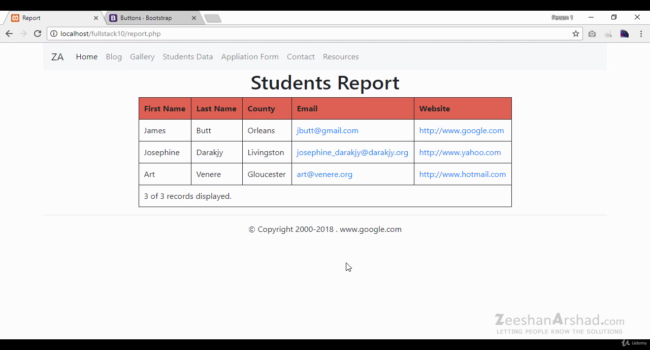 Report
Buttons - Bootstrap
localhost/fullstack10/report.php
ZA Home Blog Gallery Students Data Appliation Form Contact Resources
Students Report
First Name Last Name County Email Website
James Butt Orleans jbutt@gmail.com http://www.google.com
Josephine Darakjy Livingston josephine_darakjy@darakjy.org http://www.yahoo.com
Art Venere Gloucester art@venere.org http://www.hotmail.com
3 of 3 records displayed.
© Copyright 2000-2018 . www.google.com
ZeeshanArshad.com
LETTING PEOPLE KNOW THE SOLUTIONS
Udemy